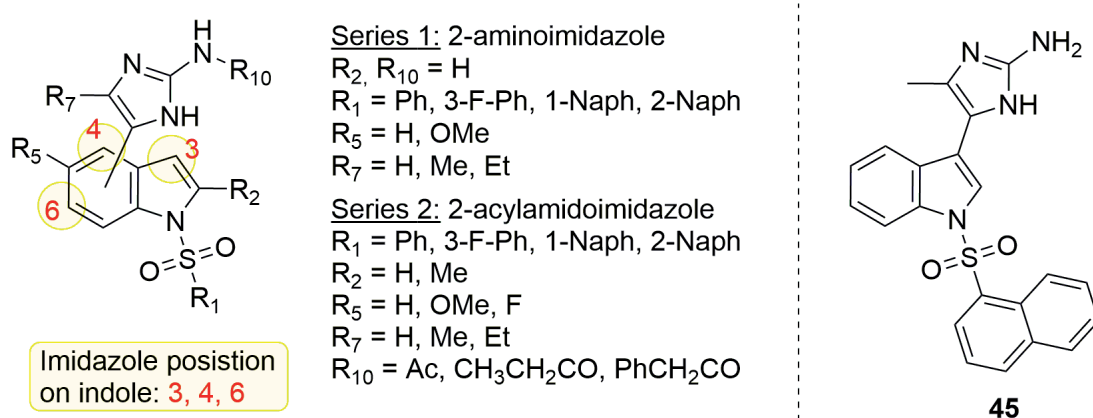 NH
R10
N
R7
NH
4
R5
3
6
R2
N
O S O
R1
Imidazole posistion
on indole: 3, 4, 6
Series 1: 2-aminoimidazole
R2, R10 = H
R1 = Ph, 3-F-Ph, 1-Naph, 2-Naph
R5 = H, OMe
R7 = H, Me, Et
Series 2: 2-acylamidoimidazole
R1 = Ph, 3-F-Ph, 1-Naph, 2-Naph
R2 = H, Me
R5 = H, OMe, F
R7 = H, Me, Et
R10 = Ac, CH3CH2CO, PhCH2CO
N NH2
NH
N
O S O
45